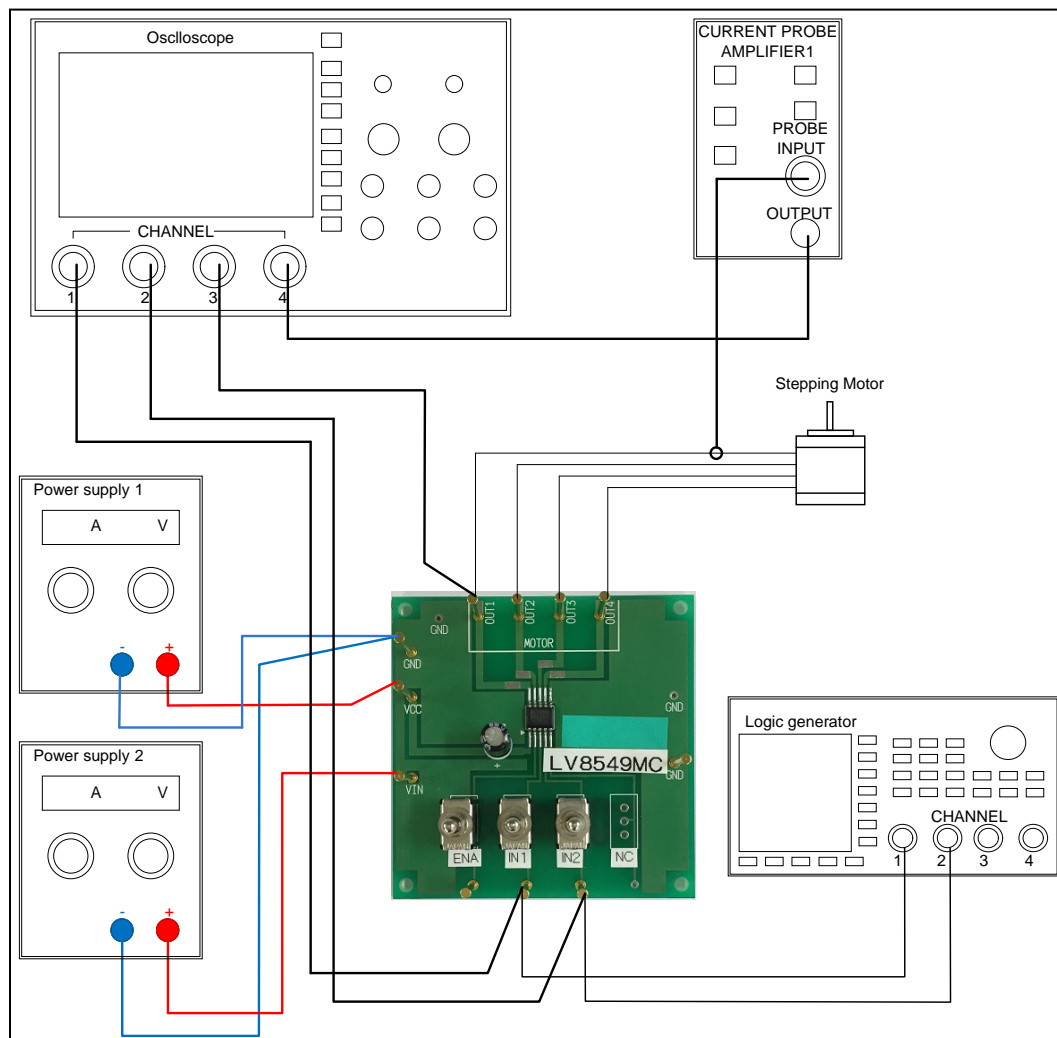 Osclloscope
CHANNEL
1
2
3
4
CURRENT PROBE
AMPLIFIER1
PROBE
INPUT
OUTPUT
Stepping Motor
Power supply 1
A V
- +
Power supply 2
A V
- +
OUT1
OUT2
OUT3
OUT4
MOTOR
GND
GND
VCC
VIN
GND
GND
+
LV8549MC
ENA
IN1
IN2
NC
Logic generator
CHANNEL
1
2
3
4